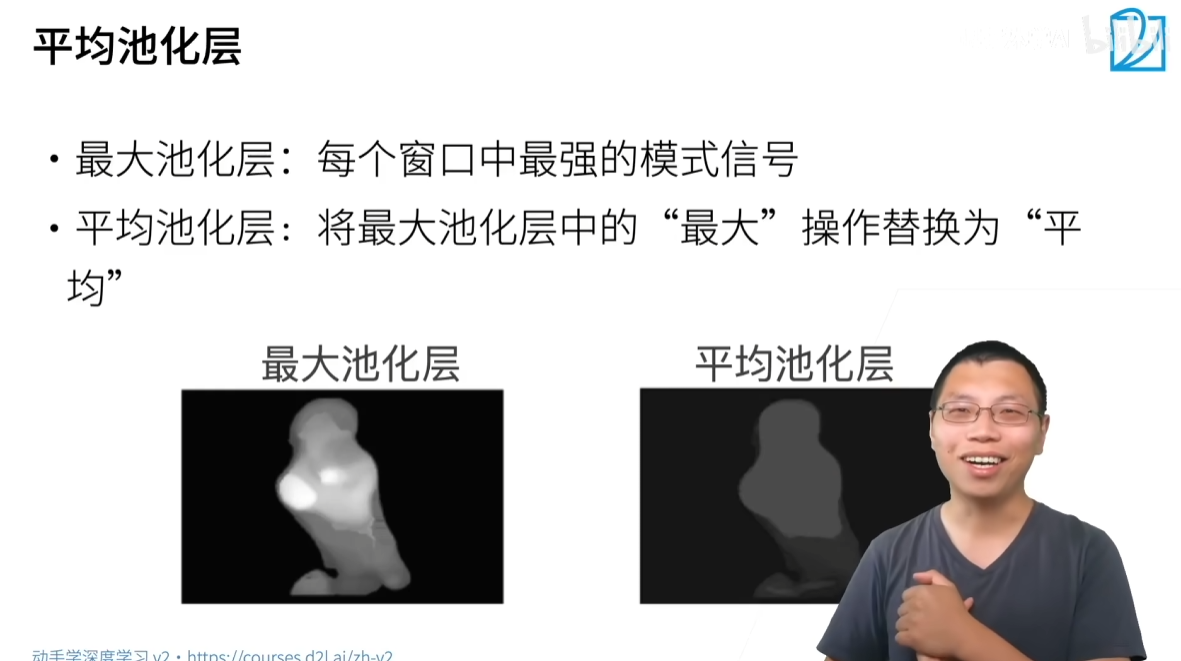 平均池化层
bilibili
• 最大池化层：每个窗口中最强的模式信号
• 平均池化层：将最大池化层中的“最大”操作替换为“平
均”
最大池化层
平均池化层
动手学深度学习 v2 • https://courses.d2l.ai/zh-v2